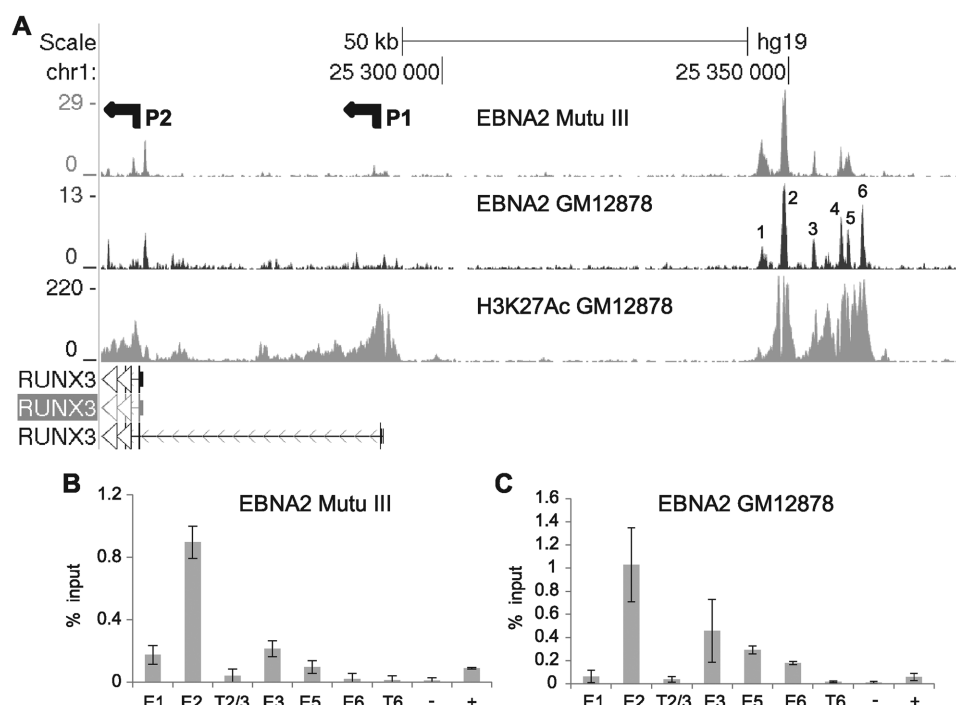 A
Scale 50 kb hg19
chr1: 25 300 000 25 350 000
29 -
P2 P1 EBNA2 Mutu III
0
13 -
EBNA2 GM12878
1 2 3 4 5 6
0
220 -
H3K27Ac GM12878
0
RUNX3
RUNX3
RUNX3
B
EBNA2 Mutu III
% input
1.2
0.8
0.4
0
E1 E2 T2/3 E3 E5 E6 T6 - +
C
EBNA2 GM12878
% input
1.6
1.4
1.2
1
0.8
0.6
0.4
0.2
0
E1 E2 T2/3 E3 E5 E6 T6 - +